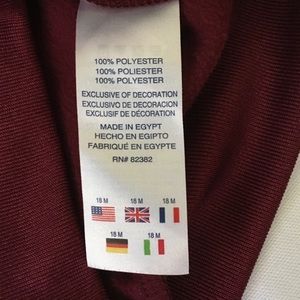 100% POLYESTER
100% POLIESTER
100% POLYESTER
EXCLUSIVE OF DECORATION
EXCLUSIVO DE DECORACION
EXCLUSIF DE DÉCORATION
MADE IN EGYPT
HECHO EN EGIPTO
FABRIQUÉ EN EGYPTE
RN# 82382
18 M 18 M 18 M
18 M 18 M